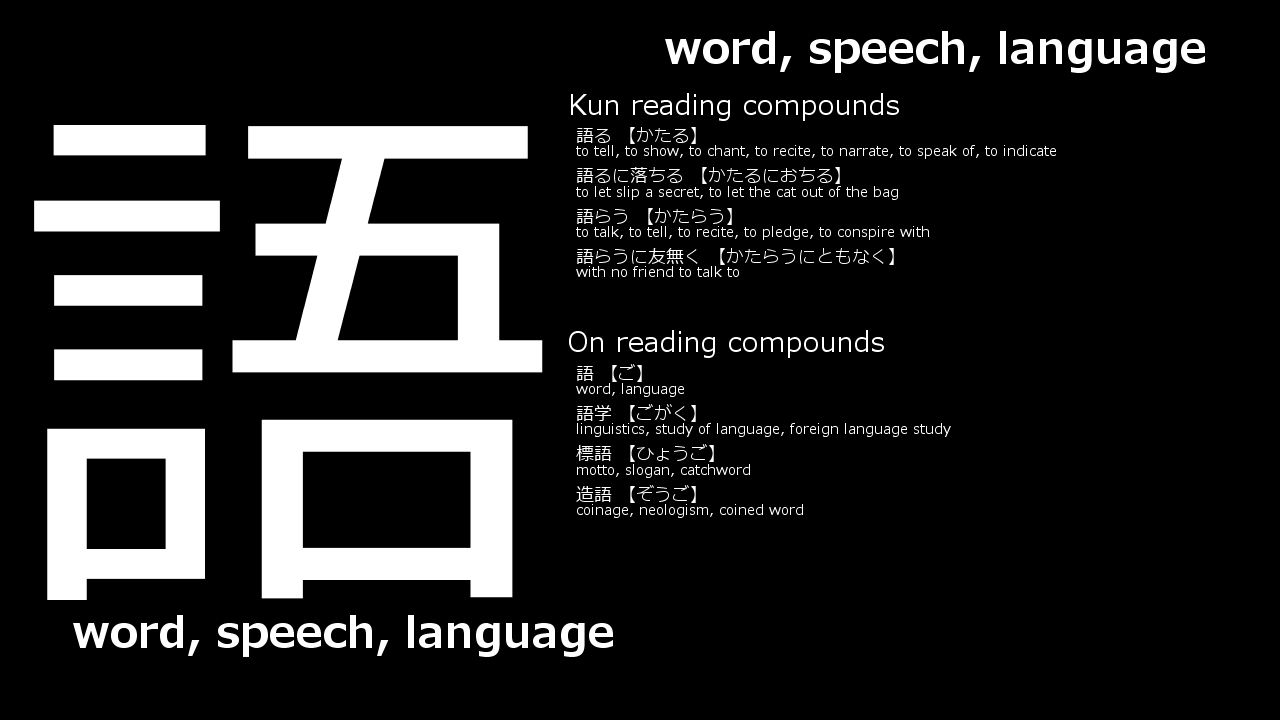 word, speech, language
語
Kun reading compounds
語る 【かたる】
to tell, to show, to chant, to recite, to narrate, to speak of, to indicate
語るに落ちる 【かたるにおちる】
to let slip a secret, to let the cat out of the bag
語らう 【かたらう】
to talk, to tell, to recite, to pledge, to conspire with
語らうに友無く 【かたらうにともなく】
with no friend to talk to
On reading compounds
語 【ご】
word, language
語学 【ごがく】
linguistics, study of language, foreign language study
標語 【ひょうご】
motto, slogan, catchword
造語 【ぞうご】
coinage, neologism, coined word
word, speech, language